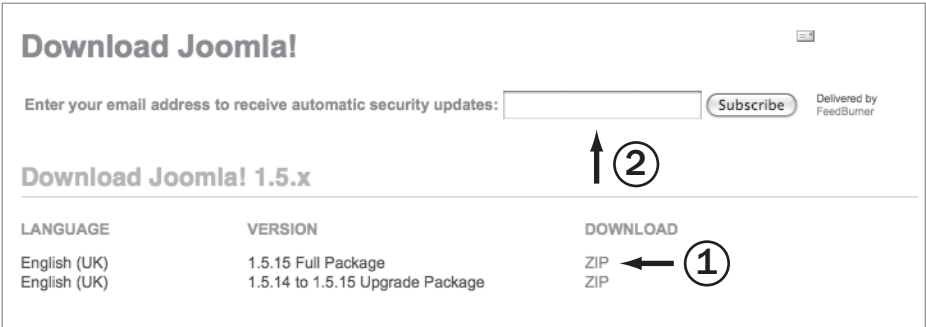 Download Joomla!
Enter your email address to receive automatic security updates: Subscribe Delivered by
FeedBurner
2
Download Joomla! 1.5.x
LANGUAGE VERSION DOWNLOAD
English (UK) 1.5.15 Full Package ZIP 1
English (UK) 1.5.14 to 1.5.15 Upgrade Package ZIP